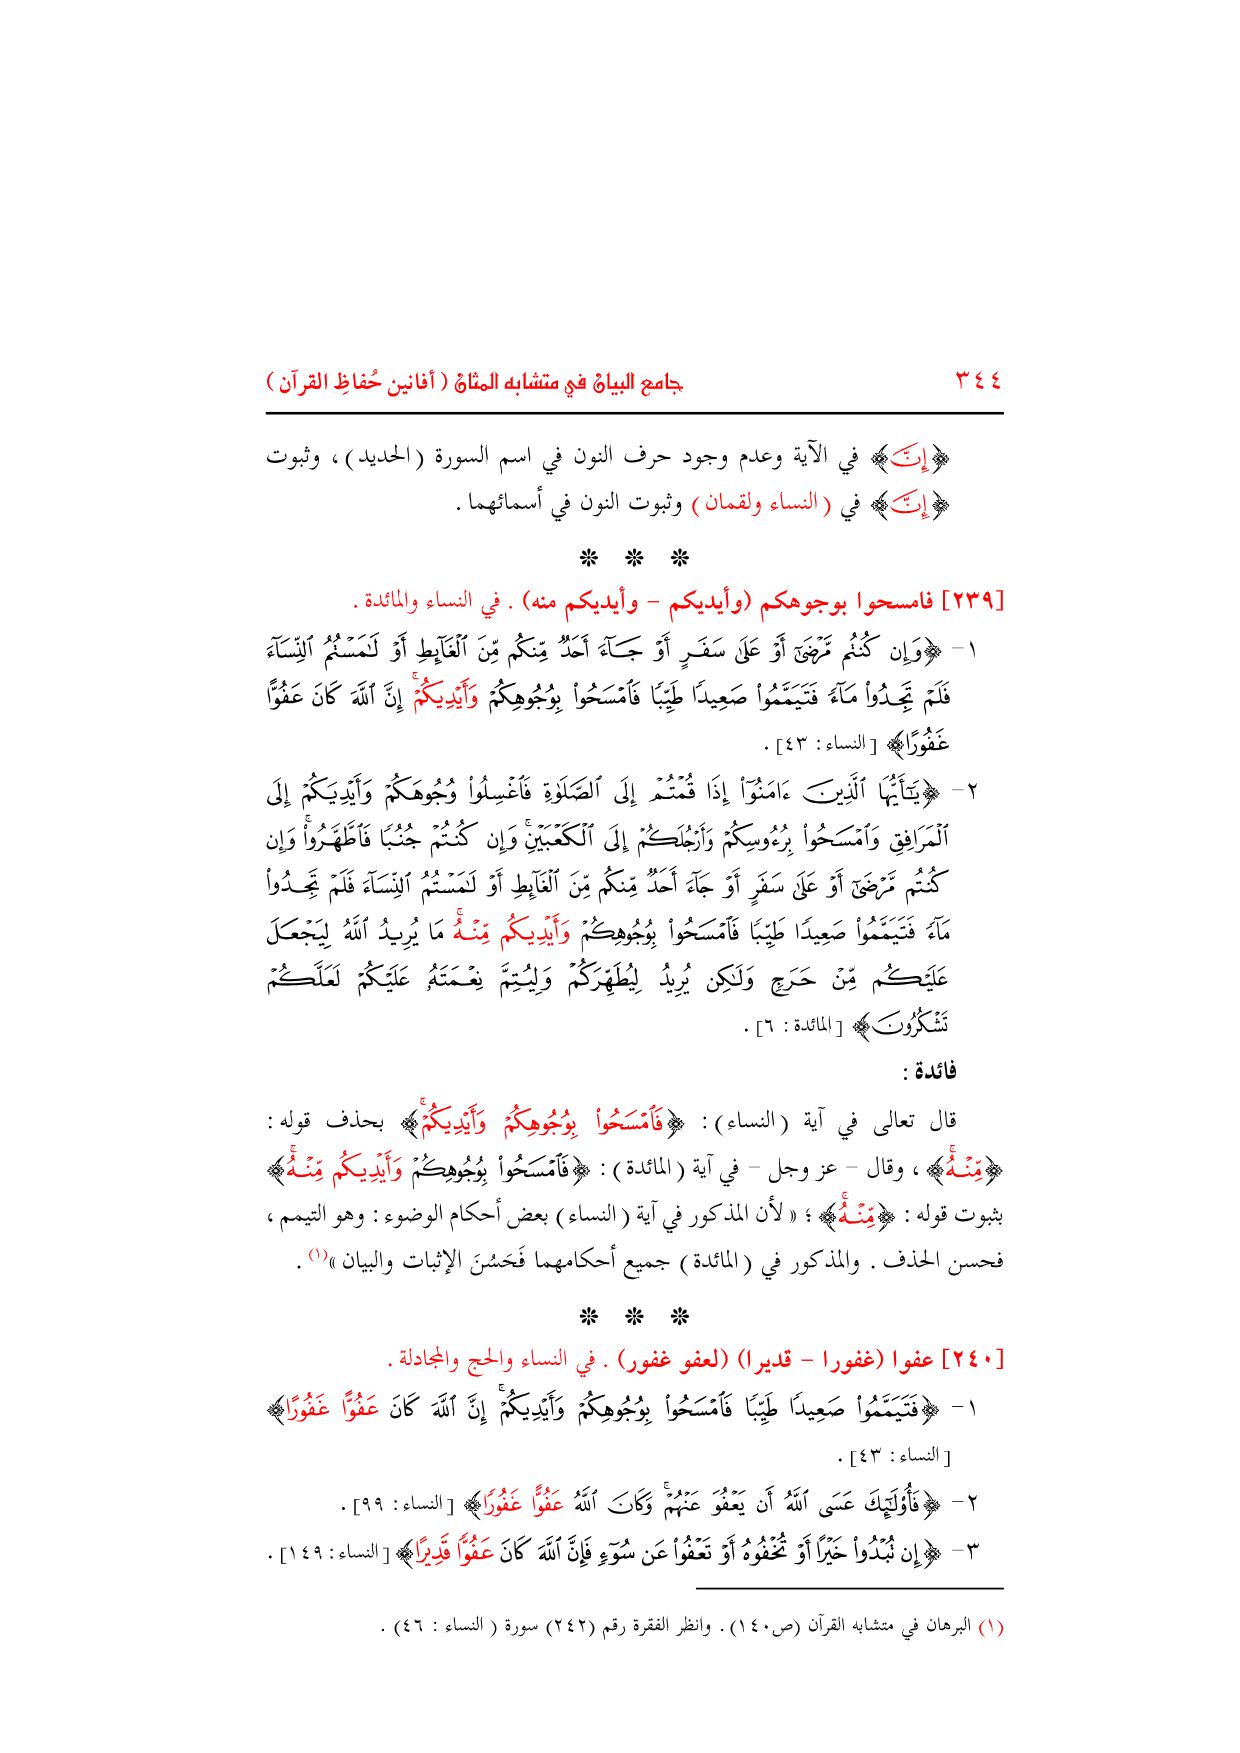 ٣٤٤ جامع البيان في متشابه المثان ( أفانين حُفاظِ القرآن )
﴿إِنَّ﴾ في الآية وعدم وجود حرف النون في اسم السورة (الحديد) ، وثبوت
﴿إِنَّ﴾ في (النساء ولقمان) وثبوت النون في أسمائهما .
❇ ❇ ❇
[٢٣٩] فامسحوا بوجوهكم (وأيديكم – وأيديكم منه) . في النساء والمائدة .
١ – ﴿وَإِن كُنتُم مَّرۡضَىٰٓ أَوۡ عَلَىٰ سَفَرٍ أَوۡ جَآءَ أَحَدٌ مِّنكُم مِّنَ ٱلۡغَآئِطِ أَوۡ لَٰمَسۡتُمُ ٱلنِّسَآءَ
فَلَمۡ تَجِدُواْ مَآءً فَتَيَمَّمُواْ صَعِيدًا طَيِّبًا فَٱمۡسَحُواْ بِوُجُوهِكُمۡ وَأَيۡدِيكُمۡۗ إِنَّ ٱللَّهَ كَانَ عَفُوًّا
غَفُورًا﴾ [النساء: ٤٣] .
٢ – ﴿يَٰٓأَيُّهَا ٱلَّذِينَ ءَامَنُوٓاْ إِذَا قُمۡتُمۡ إِلَى ٱلصَّلَوٰةِ فَٱغۡسِلُواْ وُجُوهَكُمۡ وَأَيۡدِيَكُمۡ إِلَى
ٱلۡمَرَافِقِ وَٱمۡسَحُواْ بِرُءُوسِكُمۡ وَأَرۡجُلَكُمۡ إِلَى ٱلۡكَعۡبَيۡنِۚ وَإِن كُنتُمۡ جُنُبًا فَٱطَّهَّرُواْۚ وَإِن
كُنتُم مَّرۡضَىٰٓ أَوۡ عَلَىٰ سَفَرٍ أَوۡ جَآءَ أَحَدٌ مِّنكُم مِّنَ ٱلۡغَآئِطِ أَوۡ لَٰمَسۡتُمُ ٱلنِّسَآءَ فَلَمۡ تَجِدُواْ
مَآءً فَتَيَمَّمُواْ صَعِيدًا طَيِّبًا فَٱمۡسَحُواْ بِوُجُوهِكُمۡ وَأَيۡدِيكُم مِّنۡهُۚ مَا يُرِيدُ ٱللَّهُ لِيَجۡعَلَ
عَلَيۡكُم مِّنۡ حَرَجٍ وَلَٰكِن يُرِيدُ لِيُطَهِّرَكُمۡ وَلِيُتِمَّ نِعۡمَتَهُۥ عَلَيۡكُمۡ لَعَلَّكُمۡ
تَشۡكُرُونَ﴾ [المائدة : ٦] .
فائدة :
قال تعالى في آية (النساء): ﴿فَٱمۡسَحُواْ بِوُجُوهِكُمۡ وَأَيۡدِيكُمۡۚ﴾ بحذف قوله :
﴿مِّنۡهُۚ﴾ ، وقال – عز وجل – في آية (المائدة): ﴿فَٱمۡسَحُواْ بِوُجُوهِكُمۡ وَأَيۡدِيكُم مِّنۡهُۚ﴾
بثبوت قوله : ﴿مِّنۡهُۚ﴾ ؛ « لأن المذكور في آية (النساء) بعض أحكام الوضوء : وهو التيمم ،
فحسن الحذف . والمذكور في (المائدة) جميع أحكامهما فَحَسُنَ الإثبات والبيان »(١) .
❇ ❇ ❇
[٢٤٠] عفوا (غفورا – قديرا) (لعفو غفور) . في النساء والحج والمجادلة .
١ – ﴿فَتَيَمَّمُواْ صَعِيدًا طَيِّبًا فَٱمۡسَحُواْ بِوُجُوهِكُمۡ وَأَيۡدِيكُمۡۗ إِنَّ ٱللَّهَ كَانَ عَفُوًّا غَفُورًا﴾
[النساء: ٤٣] .
٢ – ﴿فَأُوْلَٰٓئِكَ عَسَى ٱللَّهُ أَن يَعۡفُوَ عَنۡهُمۡۚ وَكَانَ ٱللَّهُ عَفُوًّا غَفُورًا﴾ [النساء: ٩٩] .
٣ – ﴿إِن تُبۡدُواْ خَيۡرًا أَوۡ تُخۡفُوهُ أَوۡ تَعۡفُواْ عَن سُوٓءٍ فَإِنَّ ٱللَّهَ كَانَ عَفُوًّا قَدِيرًا﴾ [النساء: ١٤٩] .
(١) البرهان في متشابه القرآن (ص١٤٠) . وانظر الفقرة رقم (٢٤٢) سورة (النساء : ٤٦) .